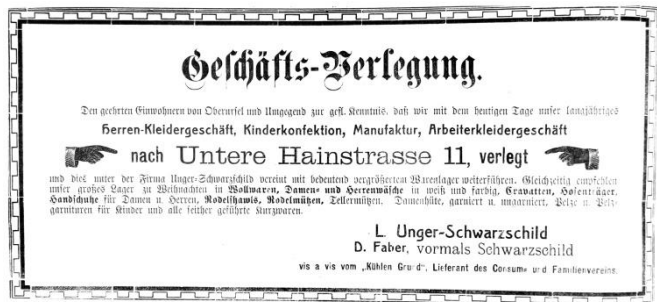 Geschäfts-Verlegung.
Den geehrten Einwohnern von Oberursel und Umgegend zur gefl. Kenntnis, daß wir mit dem heutigen Tage unser langjähriges
Herren-Kleidergeschäft, Kinderkonfektion, Manufaktur, Arbeiterkleidergeschäft
nach Untere Hainstrasse 11, verlegt
und dies unter der Firma Unger-Schwarzschild vereint mit bedeutend vergrößertem Warenlager weiterführen. Gleichzeitig empfehlen
unser großes Lager zu Weihnachten in Wollwaren, Damen- und Herrenwäsche in weiß und farbig, Cravatten, Hosenträger,
Handschuhe für Damen u. Herren, Rodelshawls, Rodelmützen, Tellermützen. Damenhüte, garniert u. ungarniert, Pelze u. Pelz-
garnituren für Kinder und alle seither geführte Kurzwaren.
L. Unger-Schwarzschild
D. Faber, vormals Schwarzschild
vis a vis vom „Kühlen Grund", Lieferant des Consum- und Familienvereins.